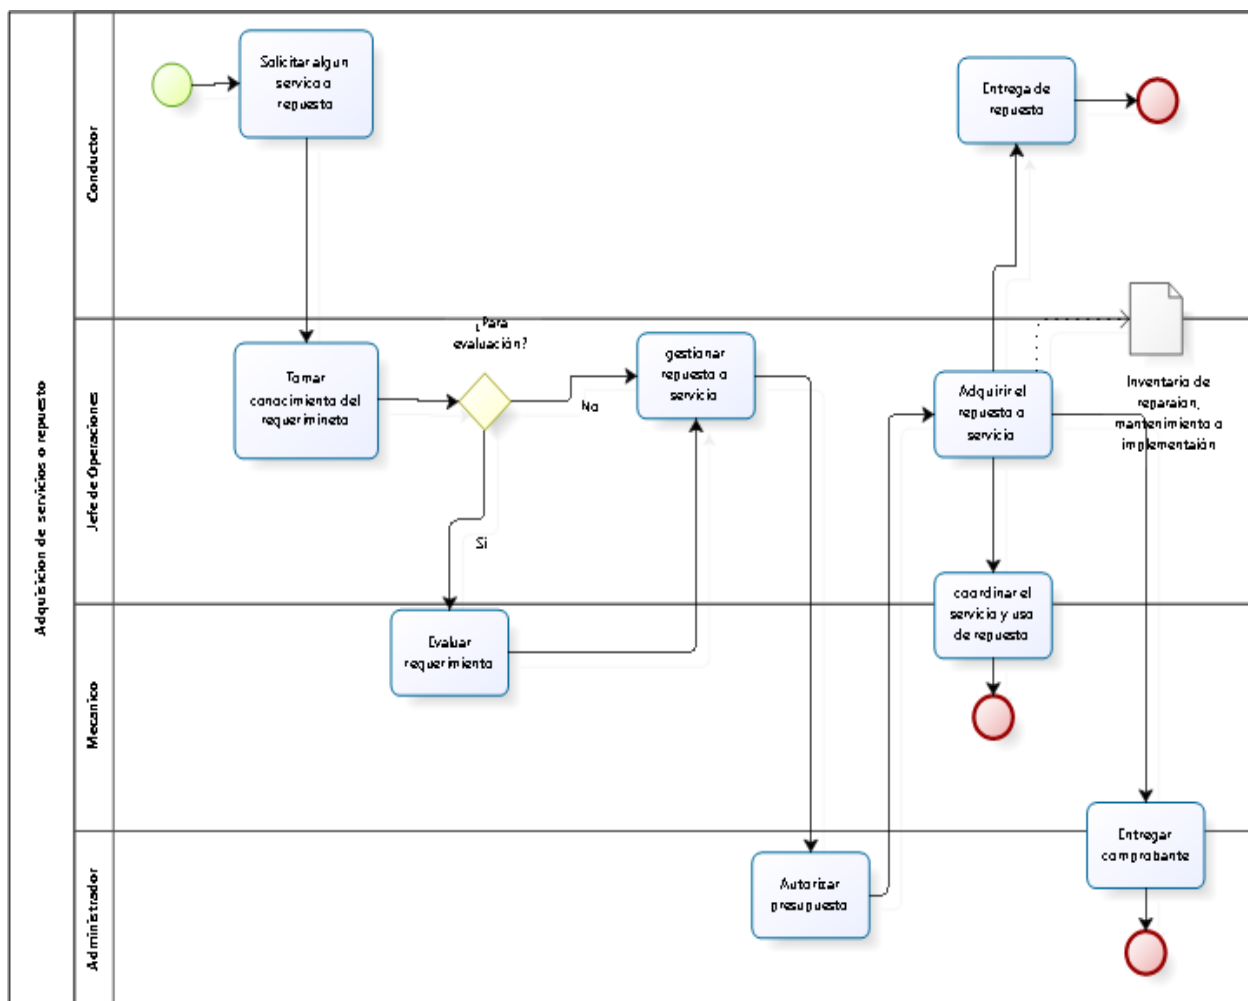 Adquisicion de servicios o repuesto
Conductor
Solicitar algun
servico o
repuesto
Entrega de
repuesto
Jefe de Operaciones
Tomar
conocimiento del
requerimineto
¿Para
evaluación?
No
Si
gestionar
repuesto o
servicio
Adquirir el
repuesto o
servicio
Inventario de
reparaion,
mantenimiento o
implementaión
Mecanico
Evaluar
requerimiento
coordinar el
servicio y uso
de repuesto
Administrador
Autorizar
presupuesto
Entregar
comprobante